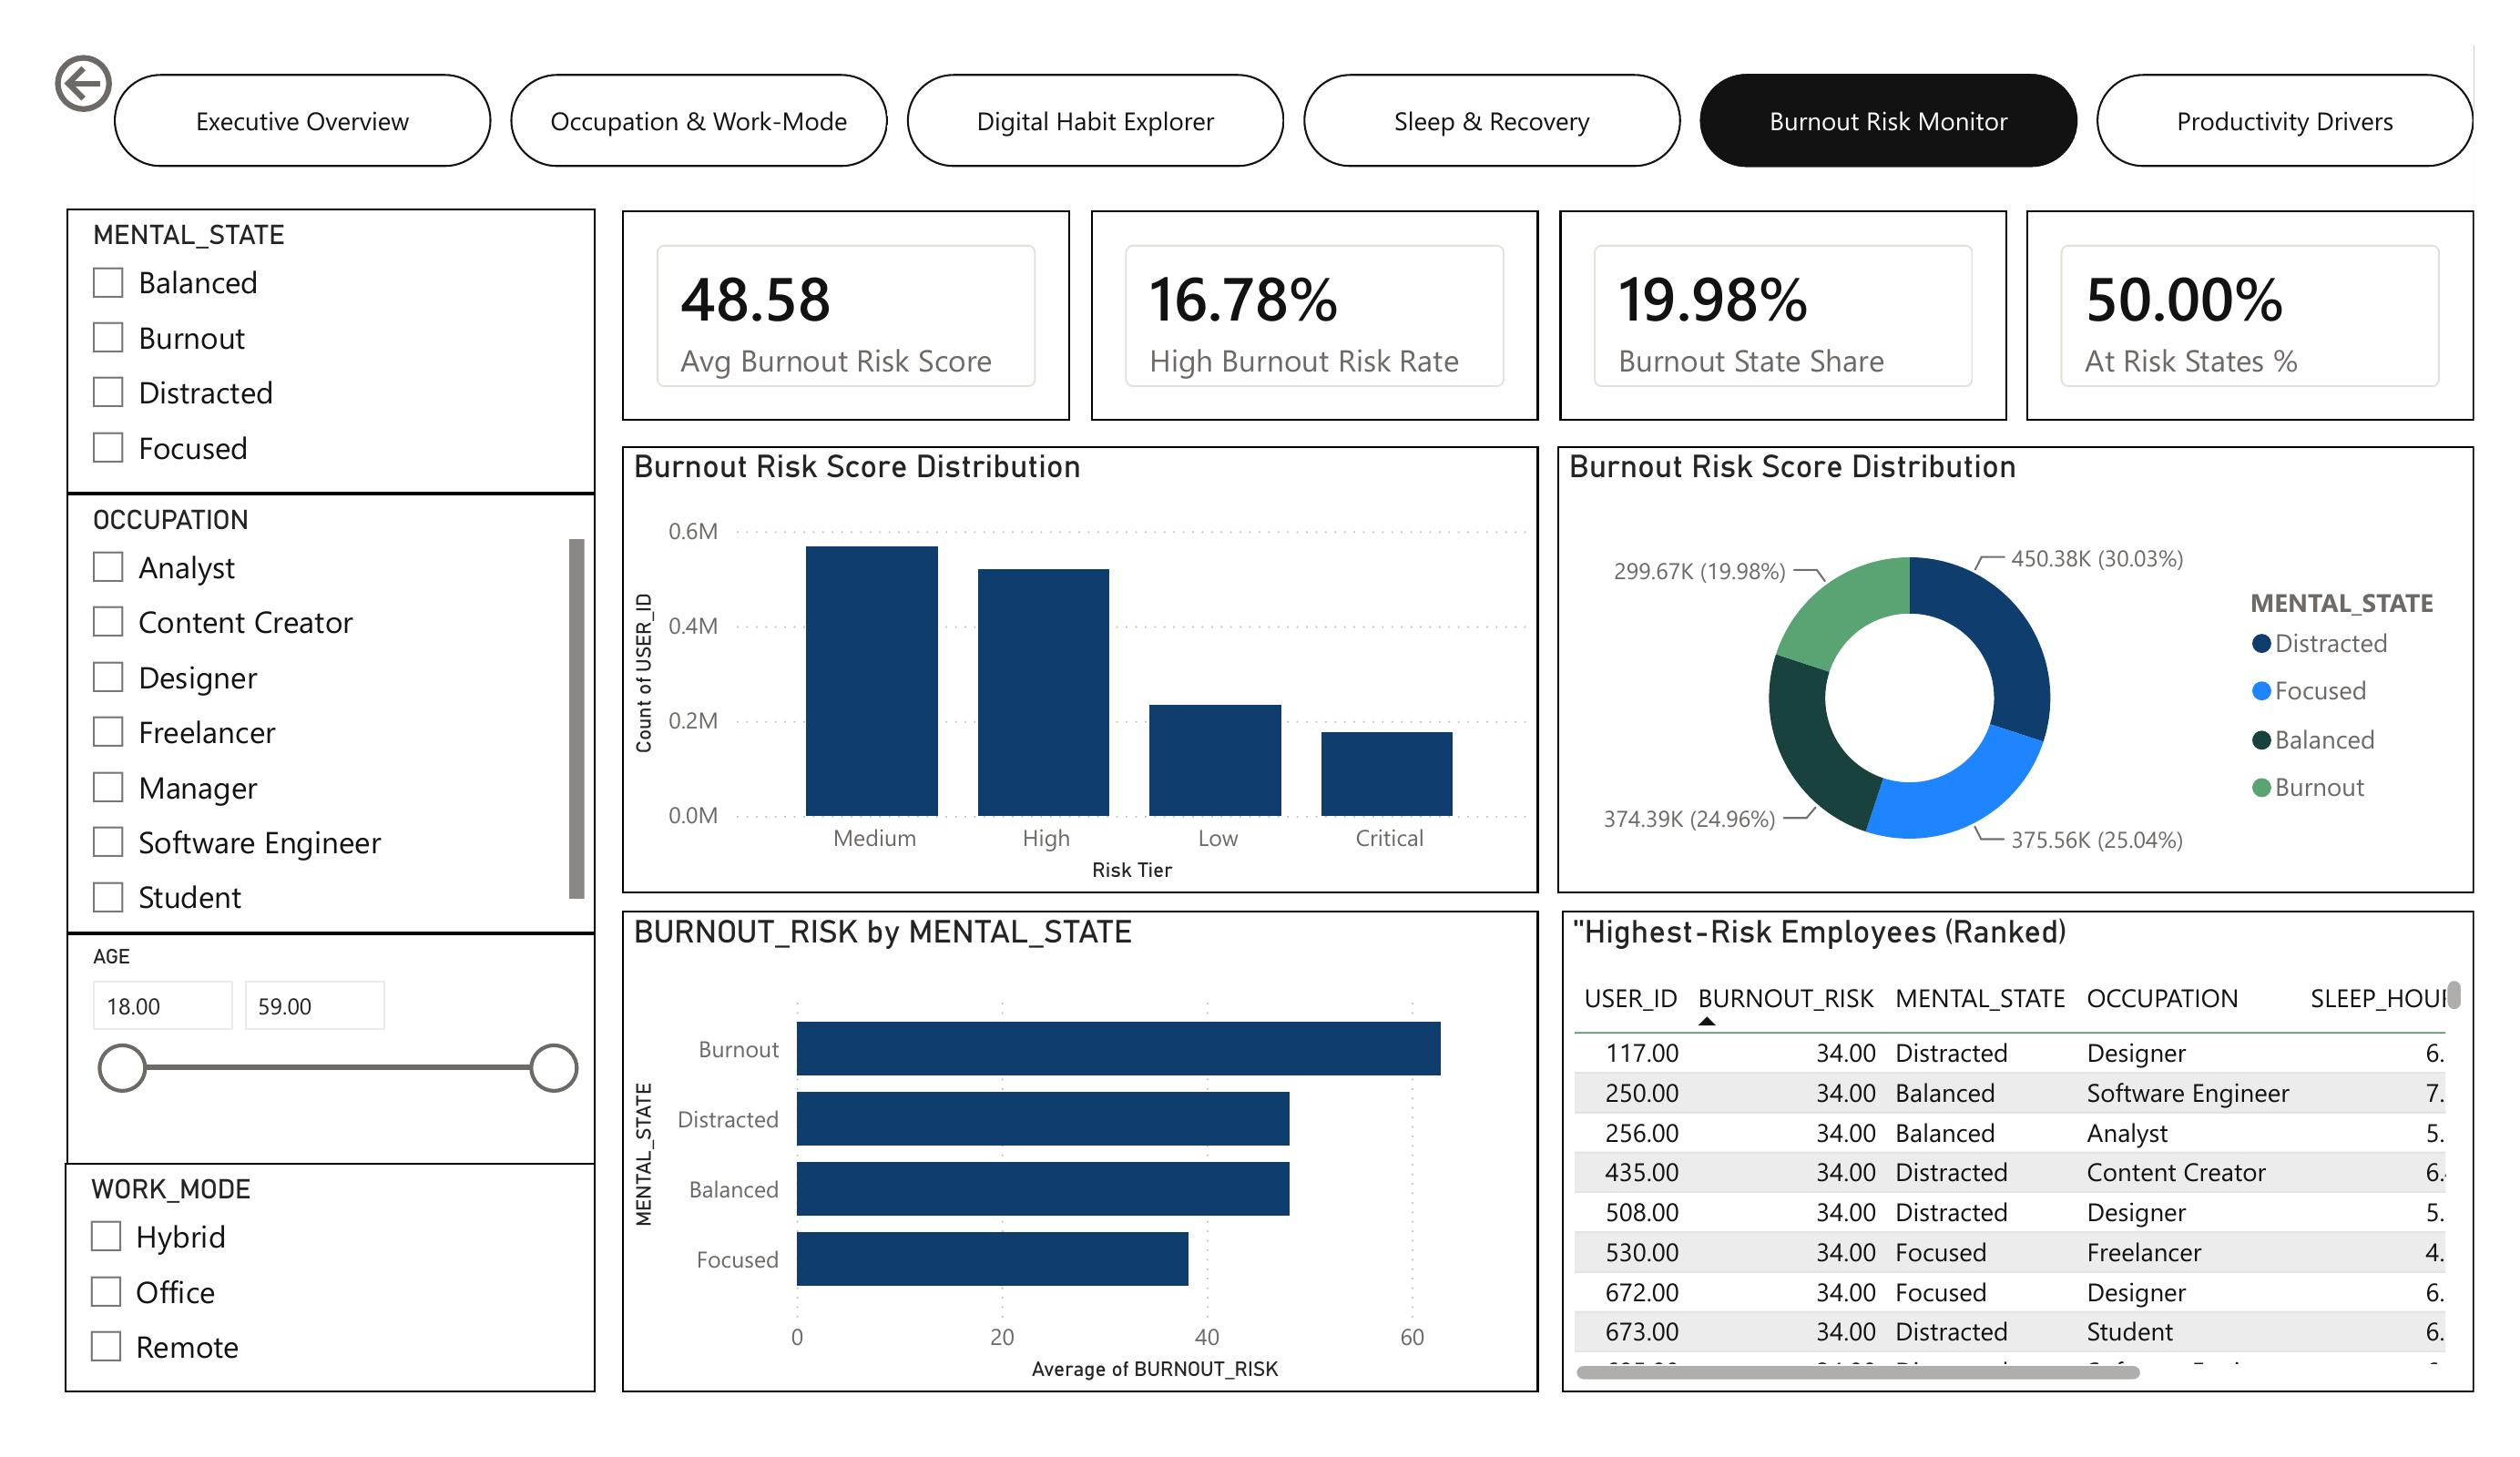 Executive Overview
Occupation & Work-Mode
Digital Habit Explorer
Sleep & Recovery
Burnout Risk Monitor
Productivity Drivers
MENTAL_STATE
Balanced
Burnout
Distracted
Focused
OCCUPATION
Analyst
Content Creator
Designer
Freelancer
Manager
Software Engineer
Student
AGE
18.00 59.00
WORK_MODE
Hybrid
Office
Remote
48.58
Avg Burnout Risk Score
16.78%
High Burnout Risk Rate
19.98%
Burnout State Share
50.00%
At Risk States %
Burnout Risk Score Distribution
Count of USER_ID
0.6M
0.4M
0.2M
0.0M
Medium High Low Critical
Risk Tier
Burnout Risk Score Distribution
299.67K (19.98%)
450.38K (30.03%)
374.39K (24.96%)
375.56K (25.04%)
MENTAL_STATE
Distracted
Focused
Balanced
Burnout
BURNOUT_RISK by MENTAL_STATE
MENTAL_STATE
Burnout
Distracted
Balanced
Focused
0 20 40 60
Average of BURNOUT_RISK
"Highest-Risk Employees (Ranked)
USER_ID BURNOUT_RISK MENTAL_STATE OCCUPATION SLEEP_HOU
117.00 34.00 Distracted Designer 6.
250.00 34.00 Balanced Software Engineer 7.
256.00 34.00 Balanced Analyst 5.
435.00 34.00 Distracted Content Creator 6.
508.00 34.00 Distracted Designer 5.
530.00 34.00 Focused Freelancer 4.
672.00 34.00 Focused Designer 6.
673.00 34.00 Distracted Student 6.